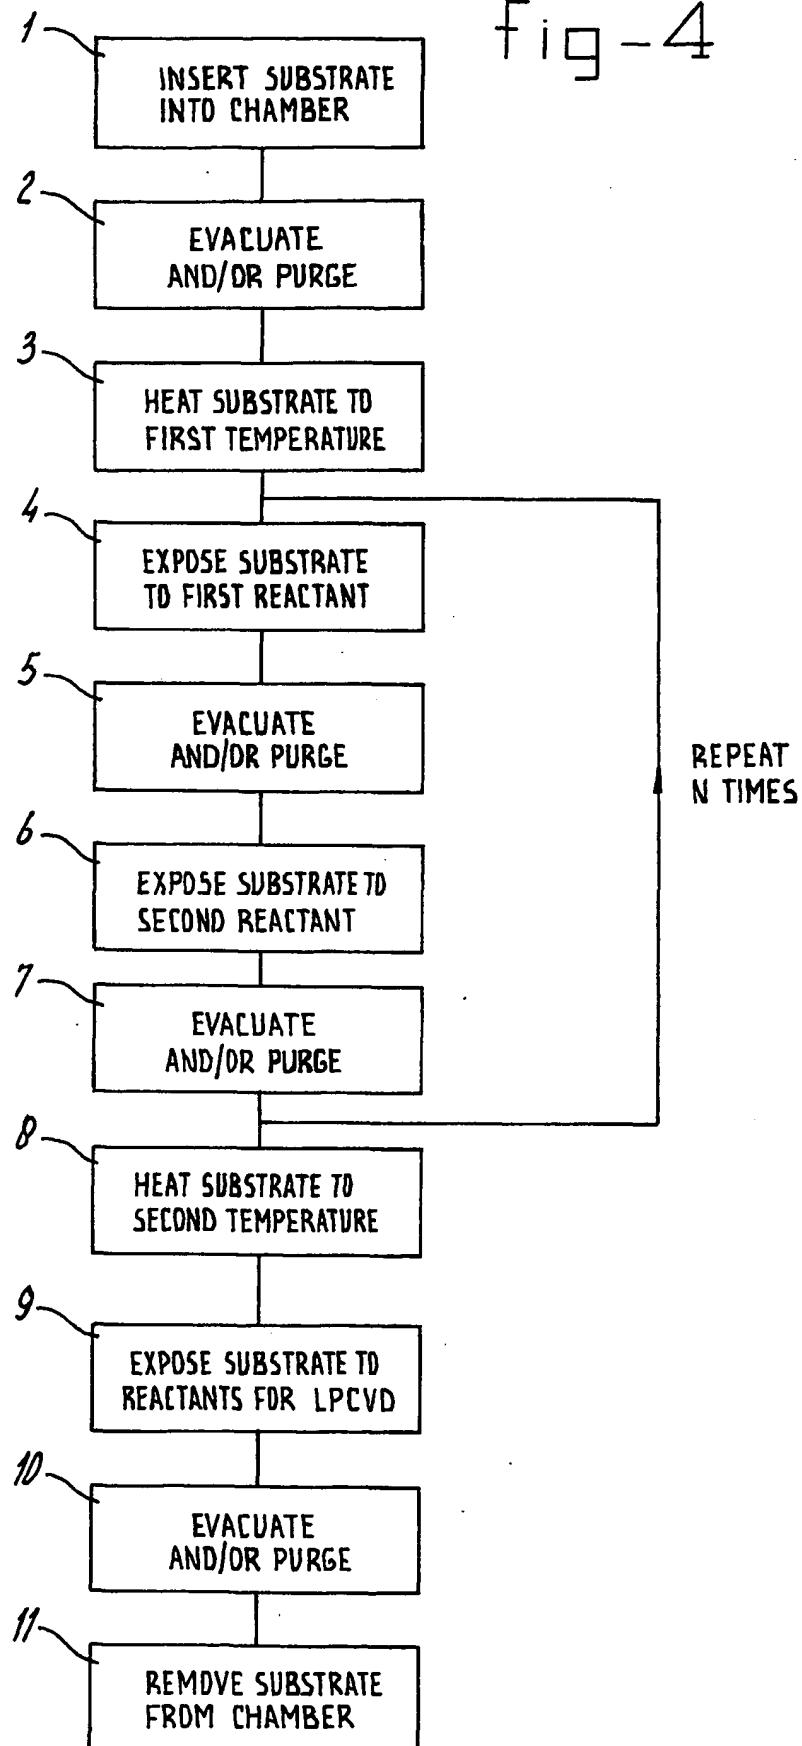 fig-4
1
INSERT SUBSTRATE
INTO CHAMBER
2
EVACUATE
AND/OR PURGE
3
HEAT SUBSTRATE TO
FIRST TEMPERATURE
4
EXPOSE SUBSTRATE
TO FIRST REACTANT
5
EVACUATE
AND/OR PURGE
REPEAT
N TIMES
6
EXPOSE SUBSTRATE TO
SECOND REACTANT
7
EVACUATE
AND/OR PURGE
8
HEAT SUBSTRATE TO
SECOND TEMPERATURE
9
EXPOSE SUBSTRATE TO
REACTANTS FOR LPCVD
10
EVACUATE
AND/OR PURGE
11
REMOVE SUBSTRATE
FROM CHAMBER